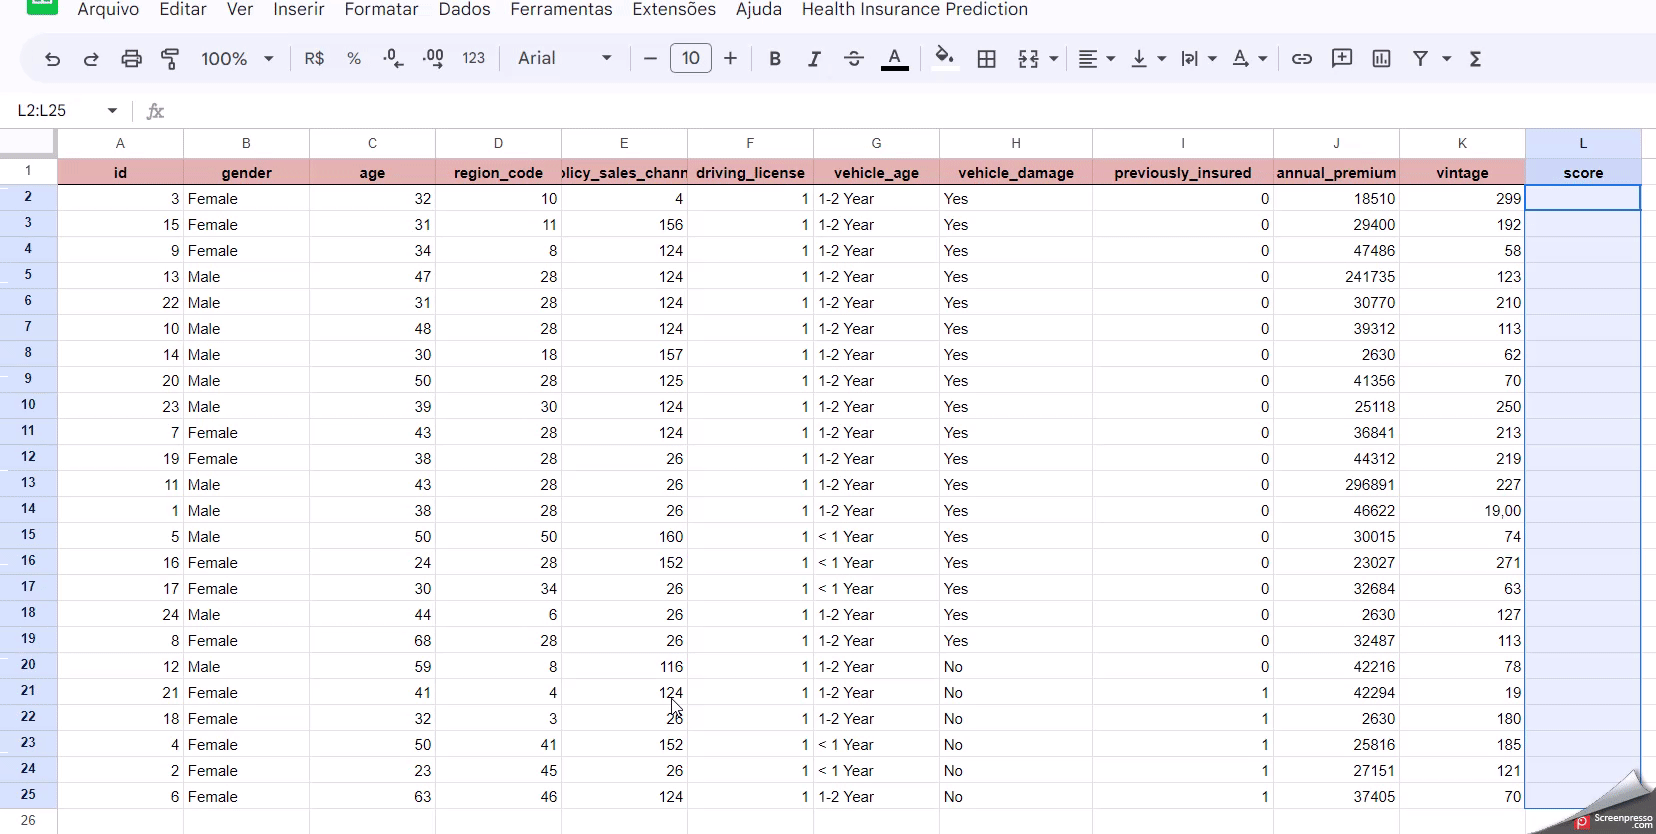 Arquivo Editar Ver Inserir Formatar Dados Ferramentas Extensões Ajuda Health Insurance Prediction
100% R$ % .0 .00 123 Arial 10 B I A
L2:L25 fx
A B C D E F G H I J K L
1 id gender age region_code olicy_sales_chann driving_license vehicle_age vehicle_damage previously_insured annual_premium vintage score
2 3 Female 32 10 4 1 1-2 Year Yes 0 18510 299
3 15 Female 31 11 156 1 1-2 Year Yes 0 29400 192
4 9 Female 34 8 124 1 1-2 Year Yes 0 47486 58
5 13 Male 47 28 124 1 1-2 Year Yes 0 241735 123
6 22 Male 31 28 124 1 1-2 Year Yes 0 30770 210
7 10 Male 48 28 124 1 1-2 Year Yes 0 39312 113
8 14 Male 30 18 157 1 1-2 Year Yes 0 2630 62
9 20 Male 50 28 125 1 1-2 Year Yes 0 41356 70
10 23 Male 39 30 124 1 1-2 Year Yes 0 25118 250
11 7 Female 43 28 124 1 1-2 Year Yes 0 36841 213
12 19 Female 38 28 26 1 1-2 Year Yes 0 44312 219
13 11 Male 43 28 26 1 1-2 Year Yes 0 296891 227
14 1 Male 38 28 26 1 1-2 Year Yes 0 46622 19,00
15 5 Male 50 50 160 1 < 1 Year Yes 0 30015 74
16 16 Female 24 28 152 1 < 1 Year Yes 0 23027 271
17 17 Female 30 34 26 1 < 1 Year Yes 0 32684 63
18 24 Male 44 6 26 1 1-2 Year Yes 0 2630 127
19 8 Female 68 28 26 1 1-2 Year Yes 0 32487 113
20 12 Male 59 8 116 1 1-2 Year No 0 42216 78
21 21 Female 41 4 124 1 1-2 Year No 1 42294 19
22 18 Female 32 3 26 1 1-2 Year No 1 2630 180
23 4 Female 50 41 152 1 < 1 Year No 1 25816 185
24 2 Female 23 45 26 1 < 1 Year No 1 27151 121
25 6 Female 63 46 124 1 1-2 Year No 1 37405 70
26
Screenpresso
.com